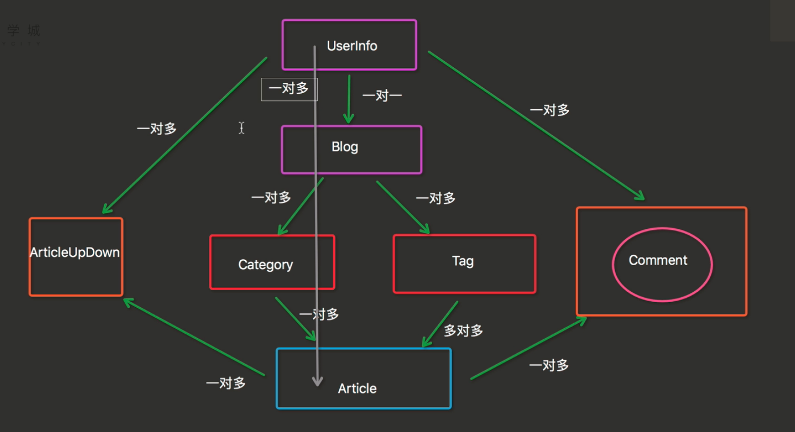 学 城
UserInfo
一对多
一对一
一对多
一对多
Blog
一对多
一对多
ArticleUpDown
Category
Tag
Comment
一对多
多对多
一对多
一对多
Article